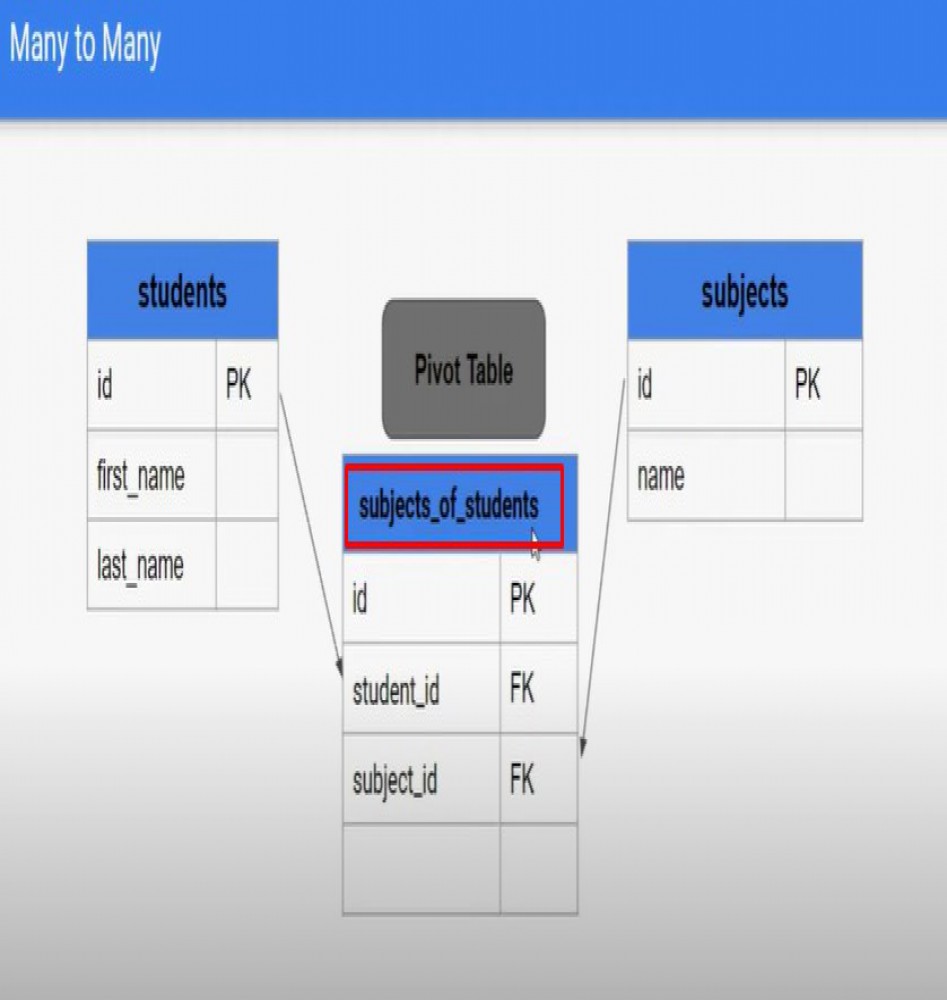 Many to Many
students
id PK
first_name
last_name
Pivot Table
subjects_of_students
id PK
student_id FK
subject_id FK
subjects
id PK
name